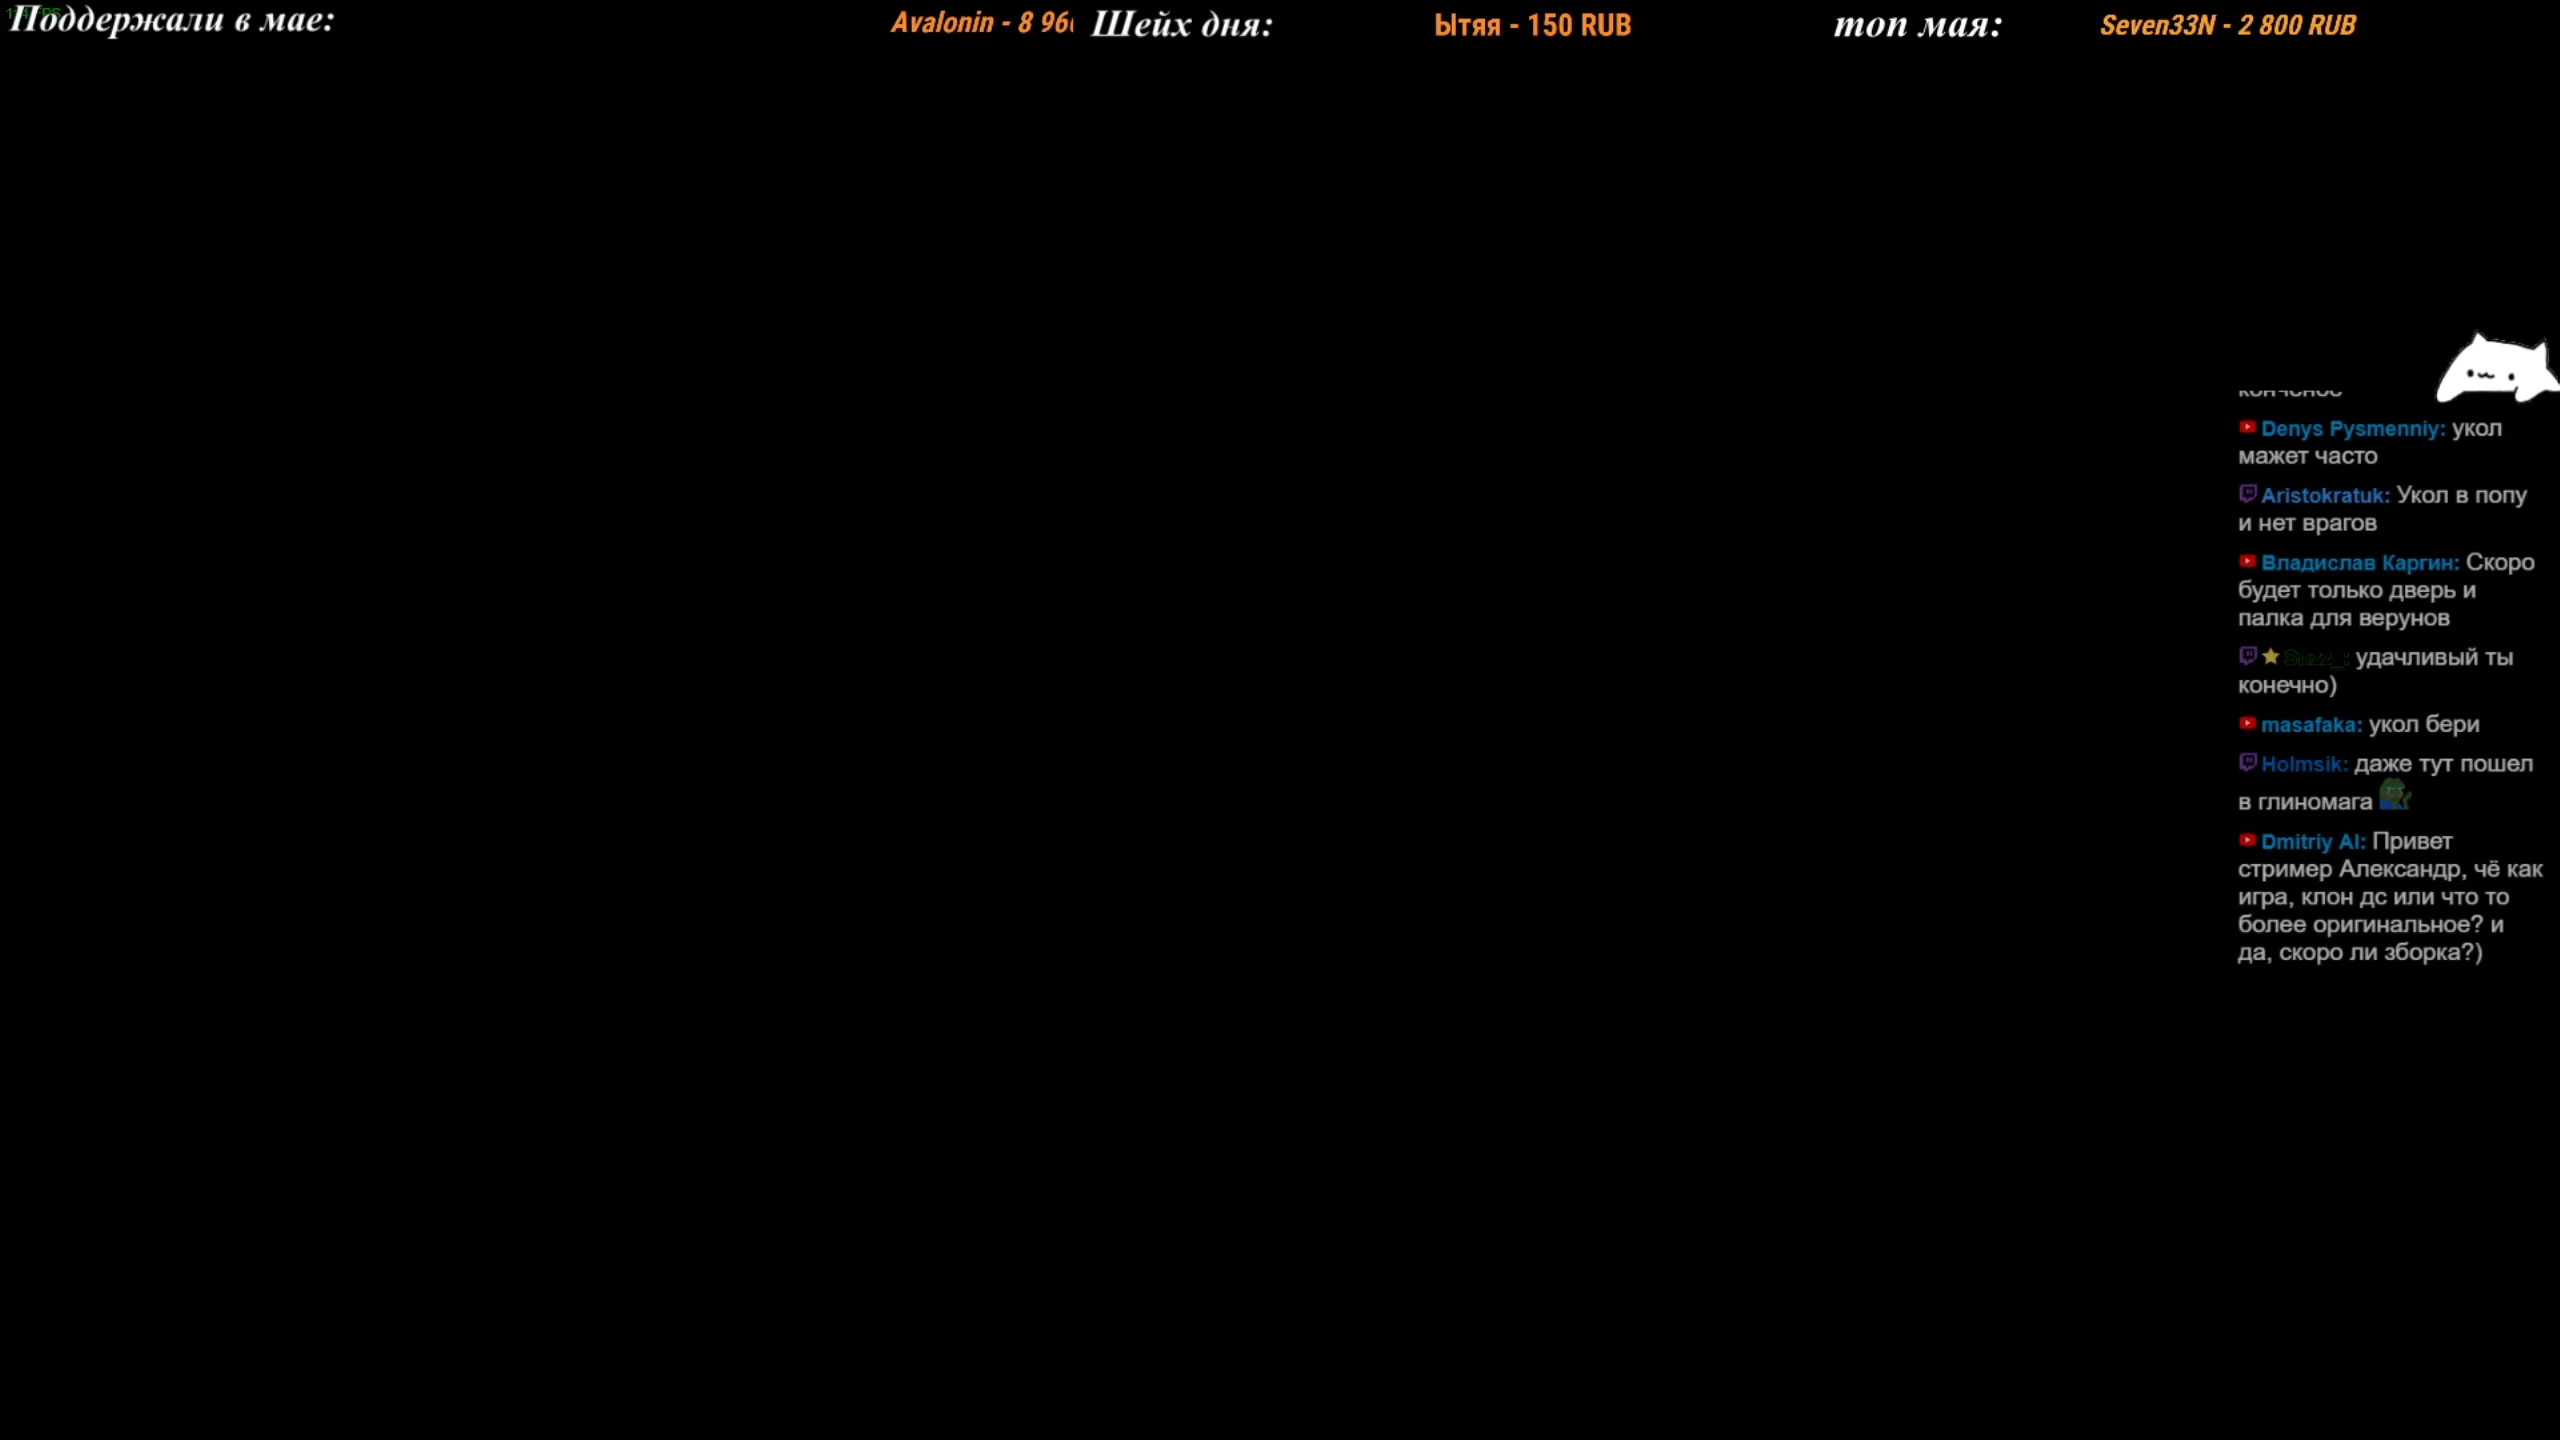 Поддержали в мае: Avalonin - 8 96 Шейх дня: Ытяя - 150 RUB топ мая: Seven33N - 2 800 RUB
Denys Pysmenniy: укол
мажет часто
Aristokratuk: Укол в попу
и нет врагов
Владислав Каргин: Скоро
будет только дверь и
палка для верунов
удачливый ты
конечно)
masafaka: укол бери
Holmsik: даже тут пошел
в глиномага
Dmitriy Al: Привет
стример Александр, чё как
игра, клон дс или что то
более оригинальное? и
да, скоро ли зборка?)